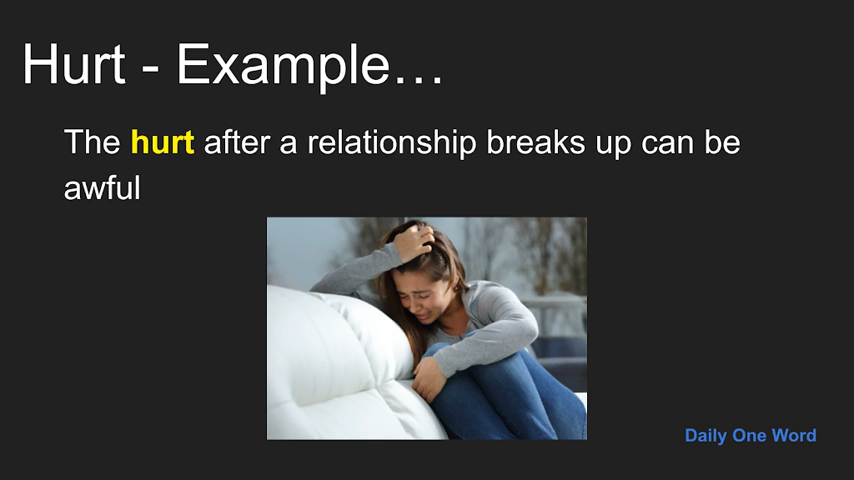 Hurt - Example…
The hurt after a relationship breaks up can be
awful
Daily One Word